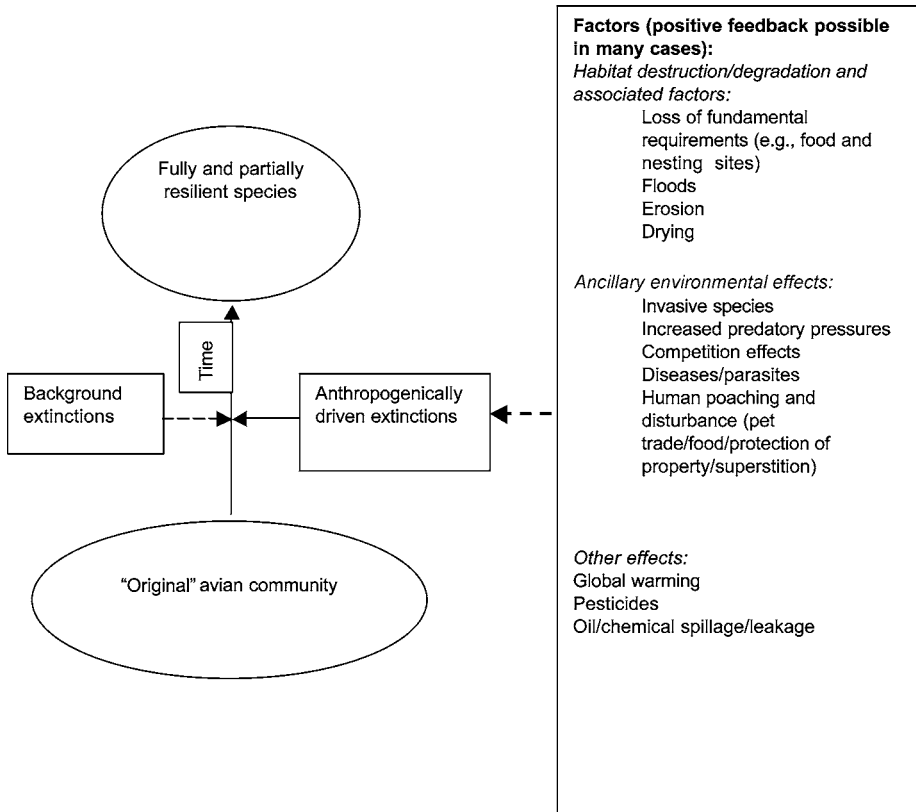 Fully and partially
resilient species
Time
Background
extinctions
Anthropogenically
driven extinctions
“Original” avian community
Factors (positive feedback possible
in many cases):
Habitat destruction/degradation and
associated factors:
Loss of fundamental
requirements (e.g., food and
nesting sites)
Floods
Erosion
Drying
Ancillary environmental effects:
Invasive species
Increased predatory pressures
Competition effects
Diseases/parasites
Human poaching and
disturbance (pet
trade/food/protection of
property/superstition)
Other effects:
Global warming
Pesticides
Oil/chemical spillage/leakage